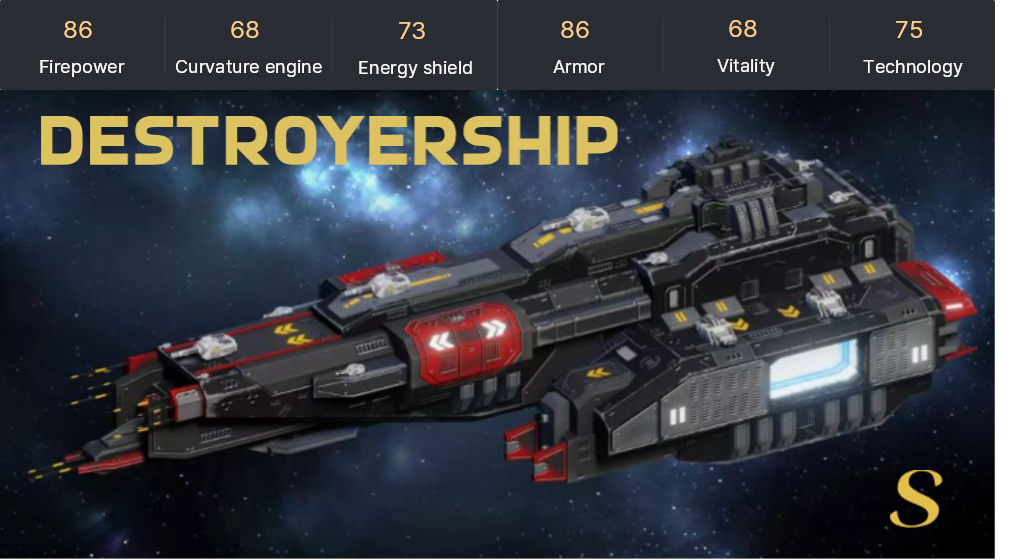 86 68 73 86 68 75
Firepower Curvature engine Energy shield Armor Vitality Technology
DESTROYERSHIP
S